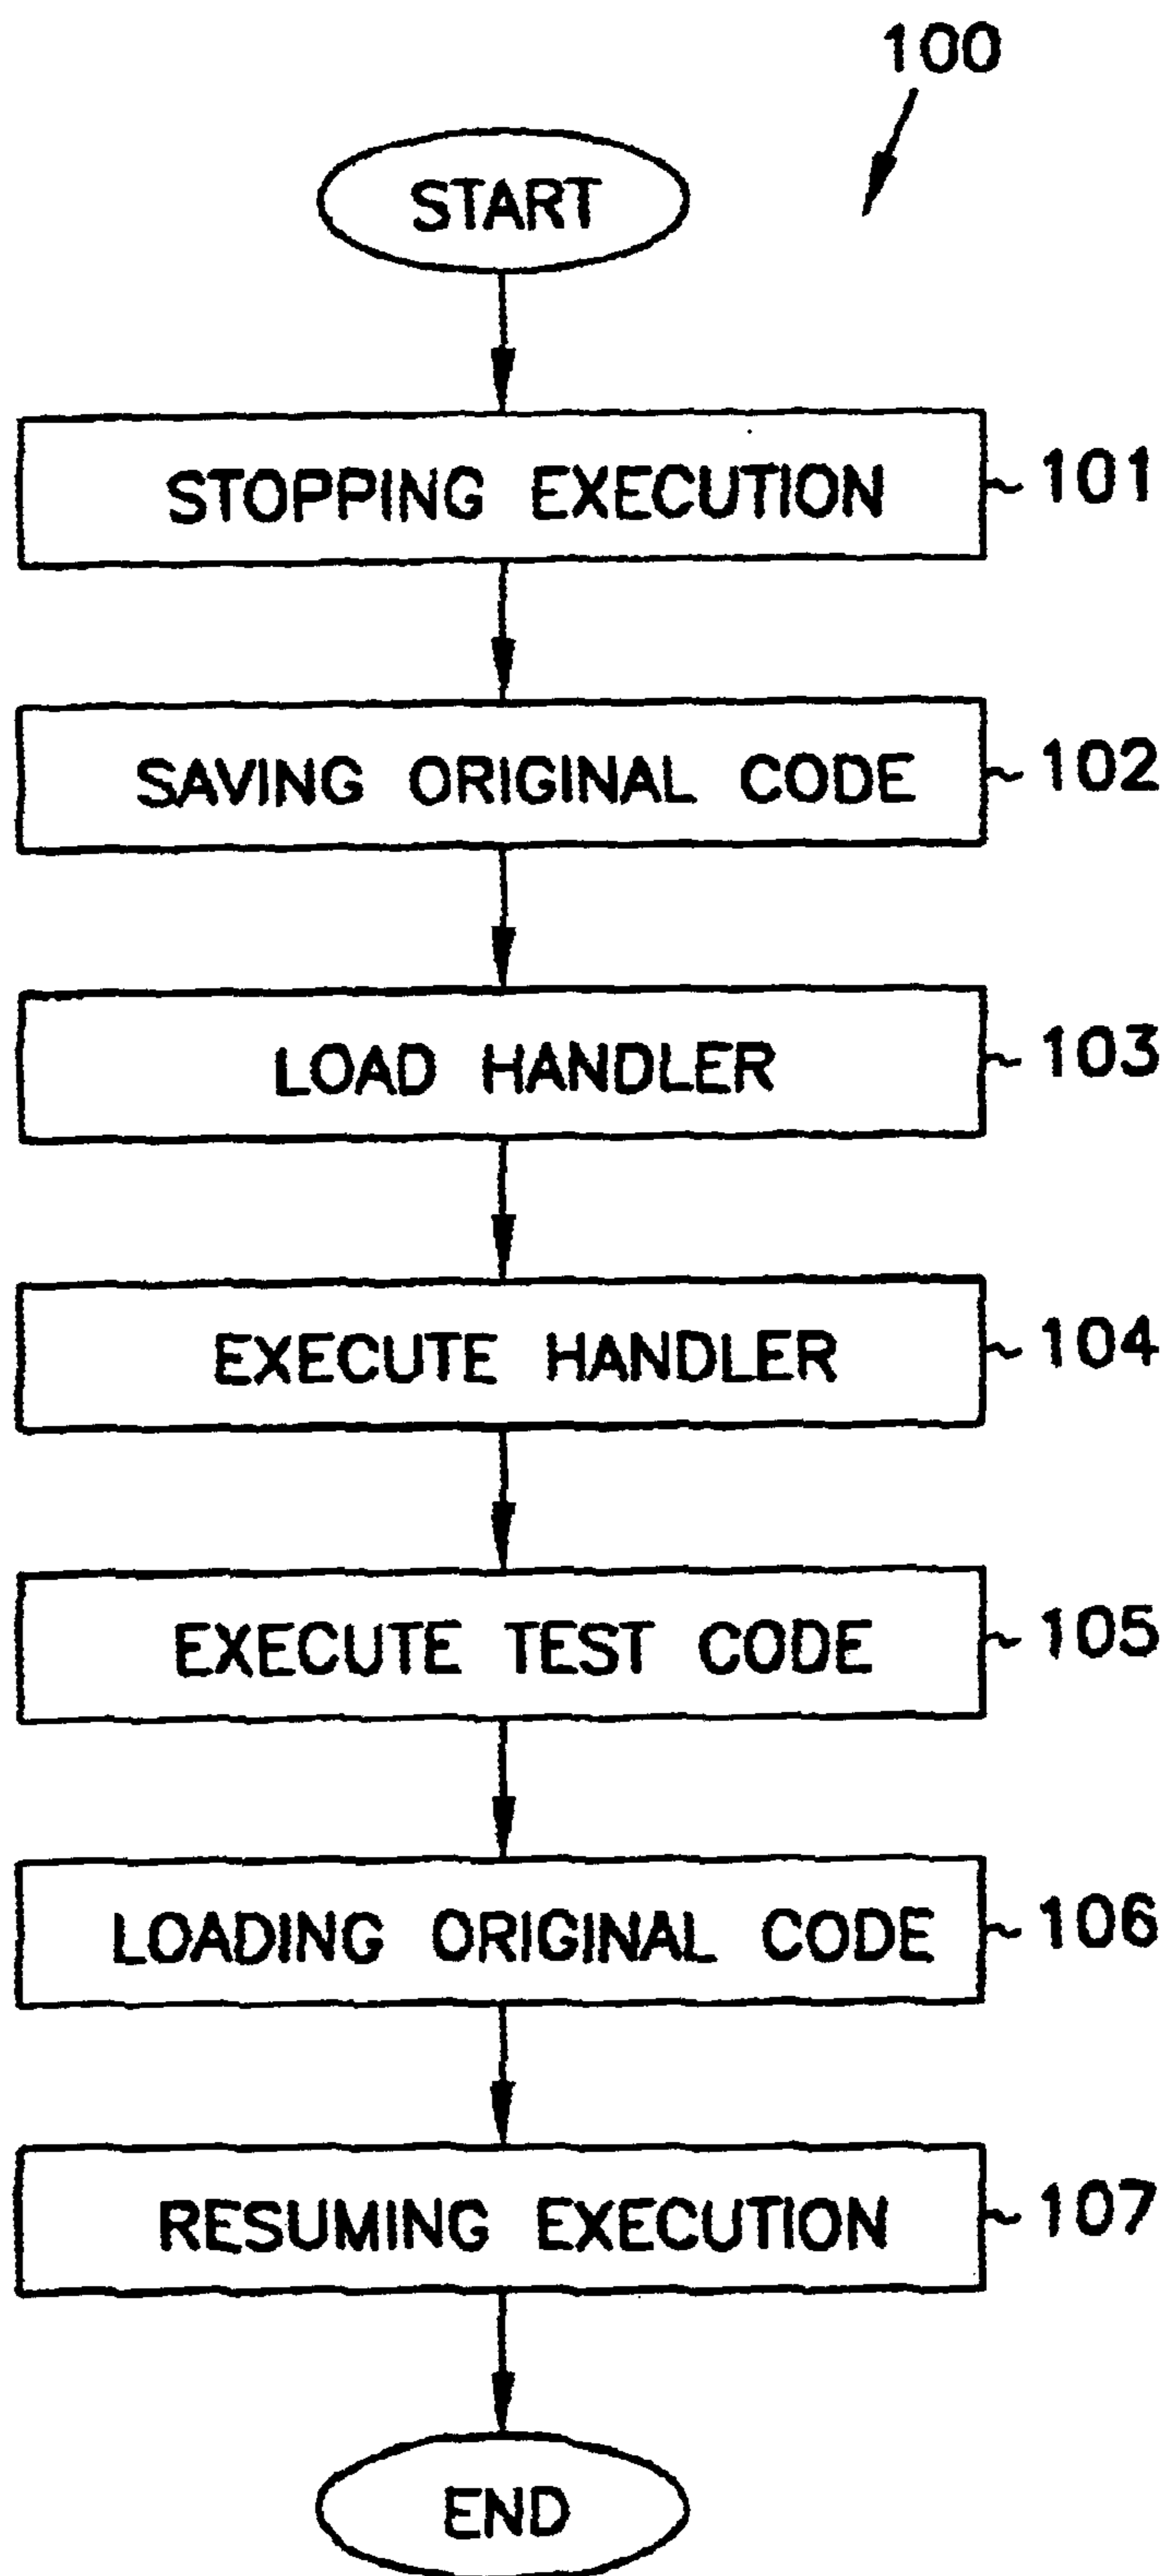 100
START
STOPPING EXECUTION 101
SAVING ORIGINAL CODE 102
LOAD HANDLER 103
EXECUTE HANDLER 104
EXECUTE TEST CODE 105
LOADING ORIGINAL CODE 106
RESUMING EXECUTION 107
END